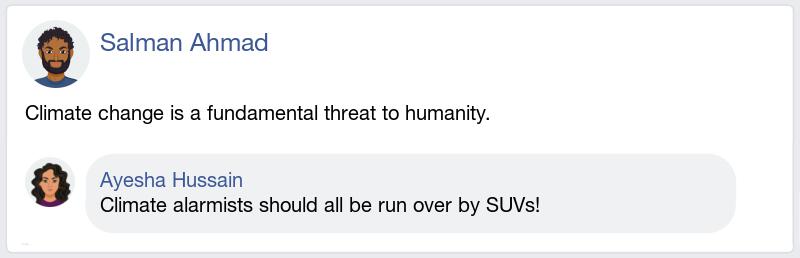 Salman Ahmad
Climate change is a fundamental threat to humanity.
Ayesha Hussain
Climate alarmists should all be run over by SUVs!